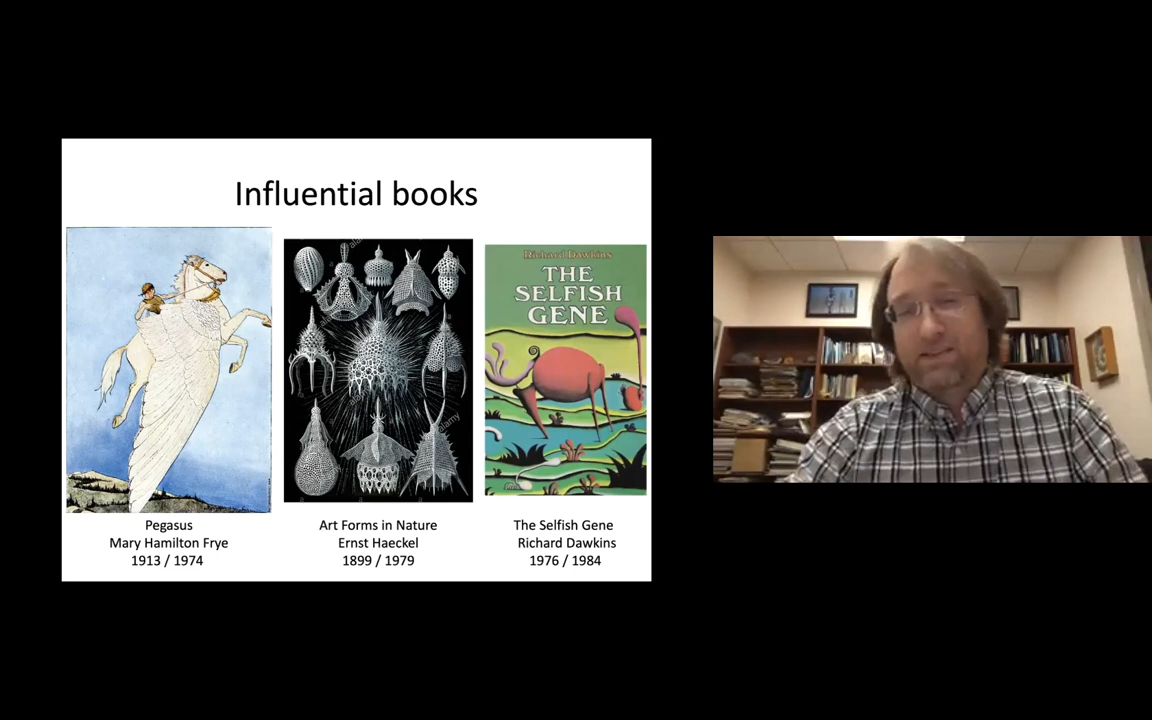 Influential books
Richard Dawkins
THE
SELFISH
GENE
Pegasus
Mary Hamilton Frye
1913 / 1974
Art Forms in Nature
Ernst Haeckel
1899 / 1979
The Selfish Gene
Richard Dawkins
1976 / 1984